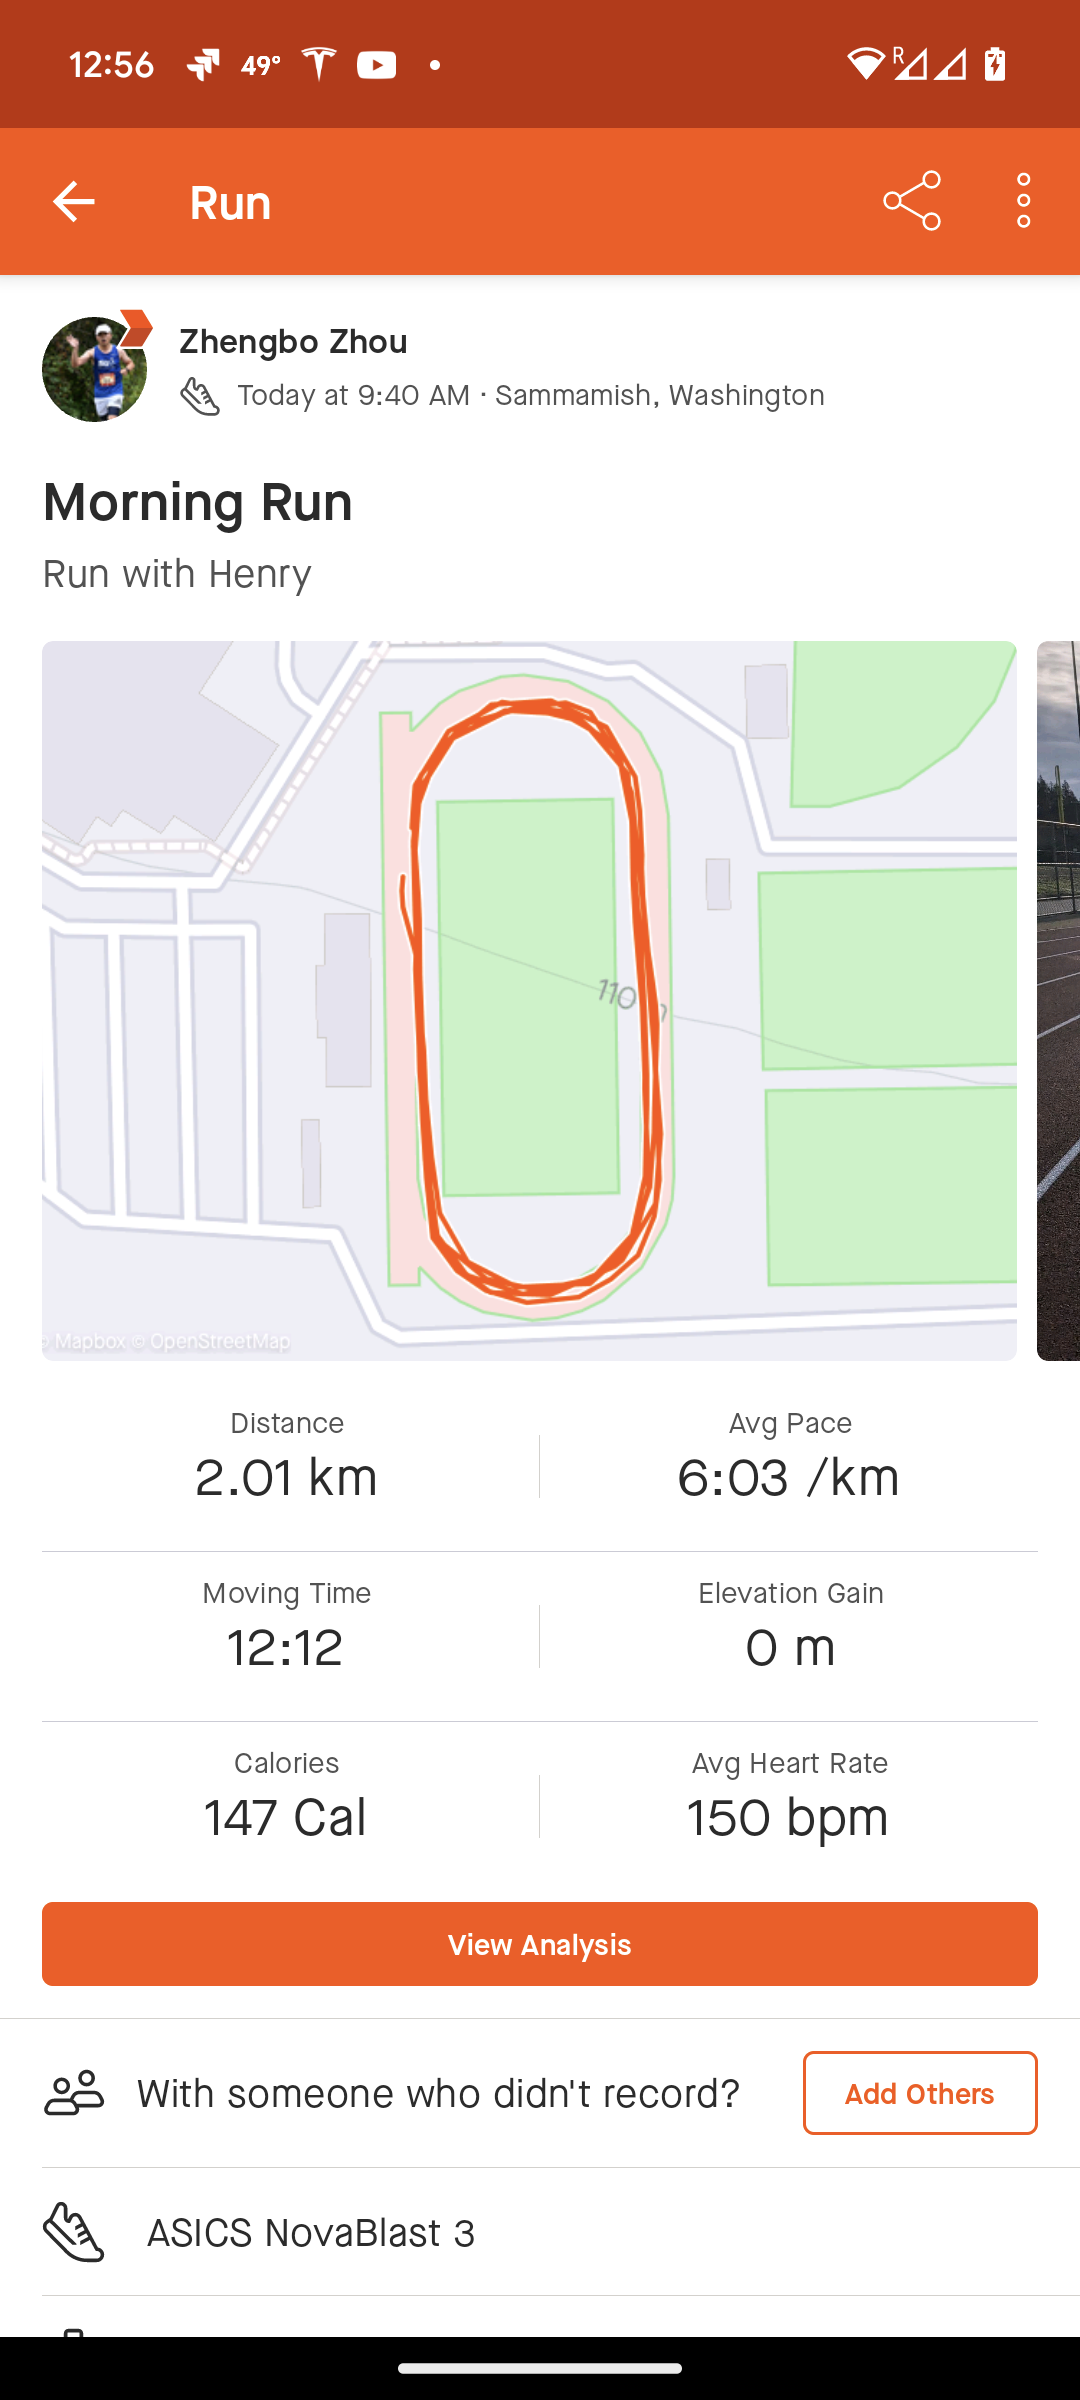 12:56 49°
R
Run
Zhengbo Zhou
Today at 9:40 AM · Sammamish, Washington
Morning Run
Run with Henry
110
Mapbox © OpenStreetMap
Distance
2.01 km
Avg Pace
6:03 /km
Moving Time
12:12
Elevation Gain
0 m
Calories
147 Cal
Avg Heart Rate
150 bpm
View Analysis
With someone who didn't record?
Add Others
ASICS NovaBlast 3